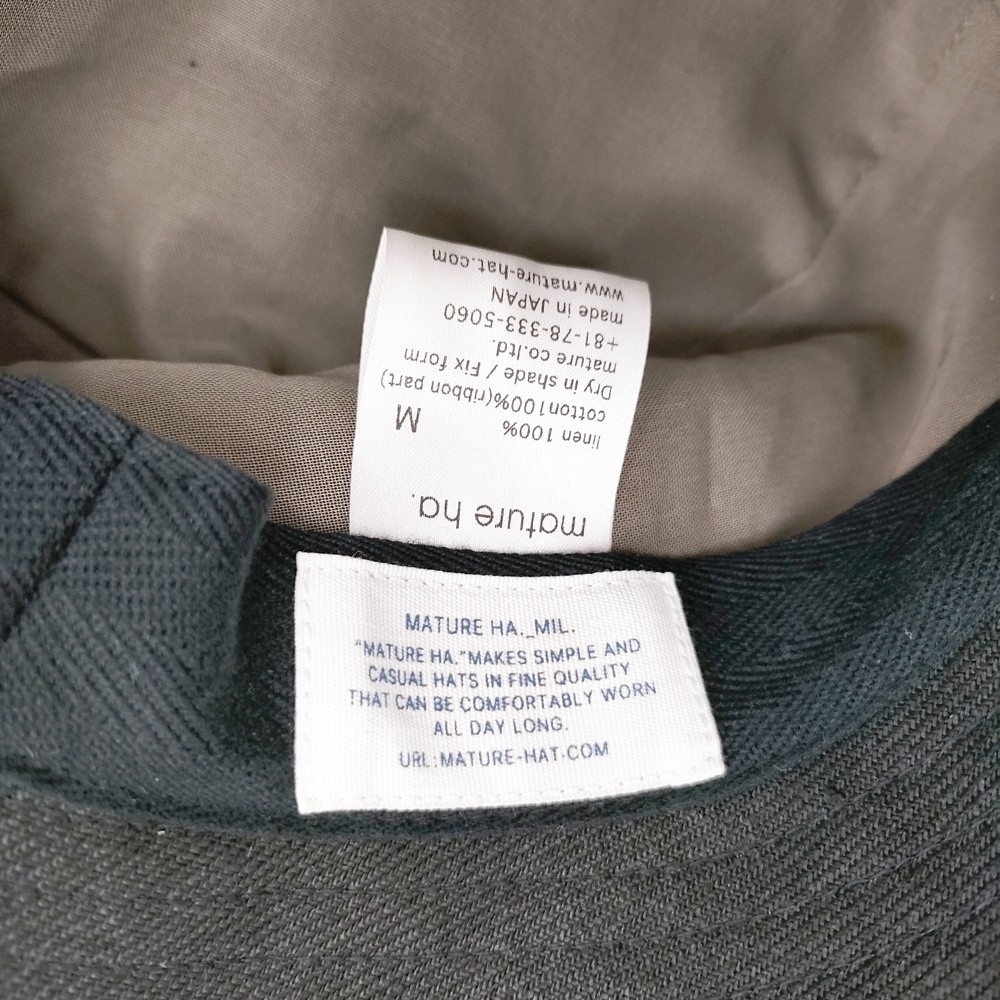 mature ha.
linen 100%
M
cotton100%(ribbon part)
Dry in shade / Fix form
mature co.ltd.
+81-78-333-5060
made in JAPAN
www.mature-hat.com
MATURE HA._MIL.
"MATURE HA."MAKES SIMPLE AND
CASUAL HATS IN FINE QUALITY
THAT CAN BE COMFORTABLY WORN
ALL DAY LONG.
URL:MATURE-HAT.COM